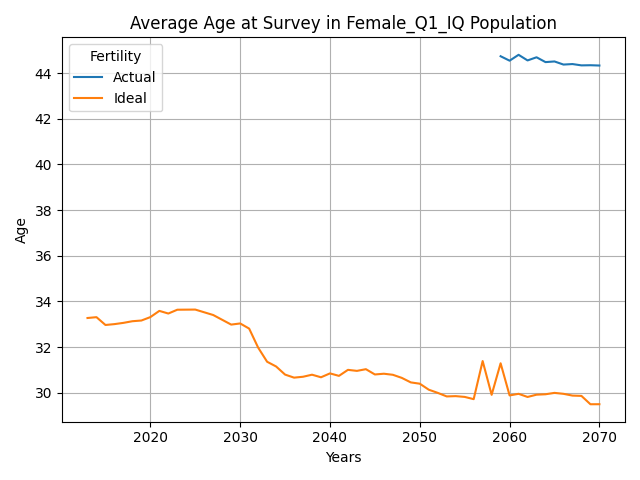 Average Age at Survey in Female_Q1_IQ Population
Fertility
Actual
Ideal
Age
44
42
40
38
36
34
32
30
2020 2030 2040 2050 2060 2070
Years